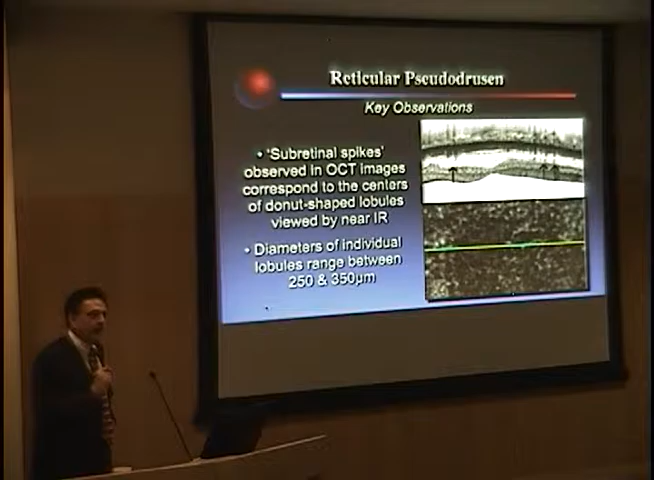 Reticular Pseudodrusen
Key Observations
• 'Subretinal spikes'
observed in OCT images
correspond to the centers
of donut-shaped lobules
viewed by near IR
• Diameters of individual
lobules range between
250 & 350µm